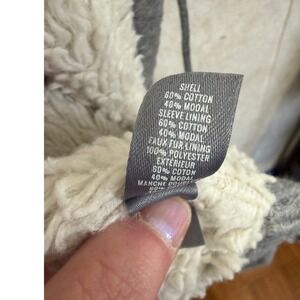 SHELL
60% COTTON
40% MODAL
SLEEVE LINING
60% COTTON
40% MODAL
FAUX FUR LINING
100% POLYESTER
EXTÉRIEUR
60% COTON
40% MODAL
MANCHE